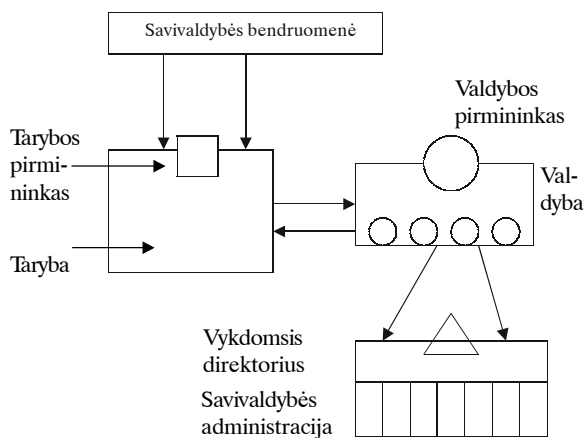 Savivaldybės bendruomenė
Valdybos
pirmininkas
Tarybos
pirmi-
ninkas
Val-
dyba
Taryba
Vykdomsis
direktorius
Savivaldybės
administracija